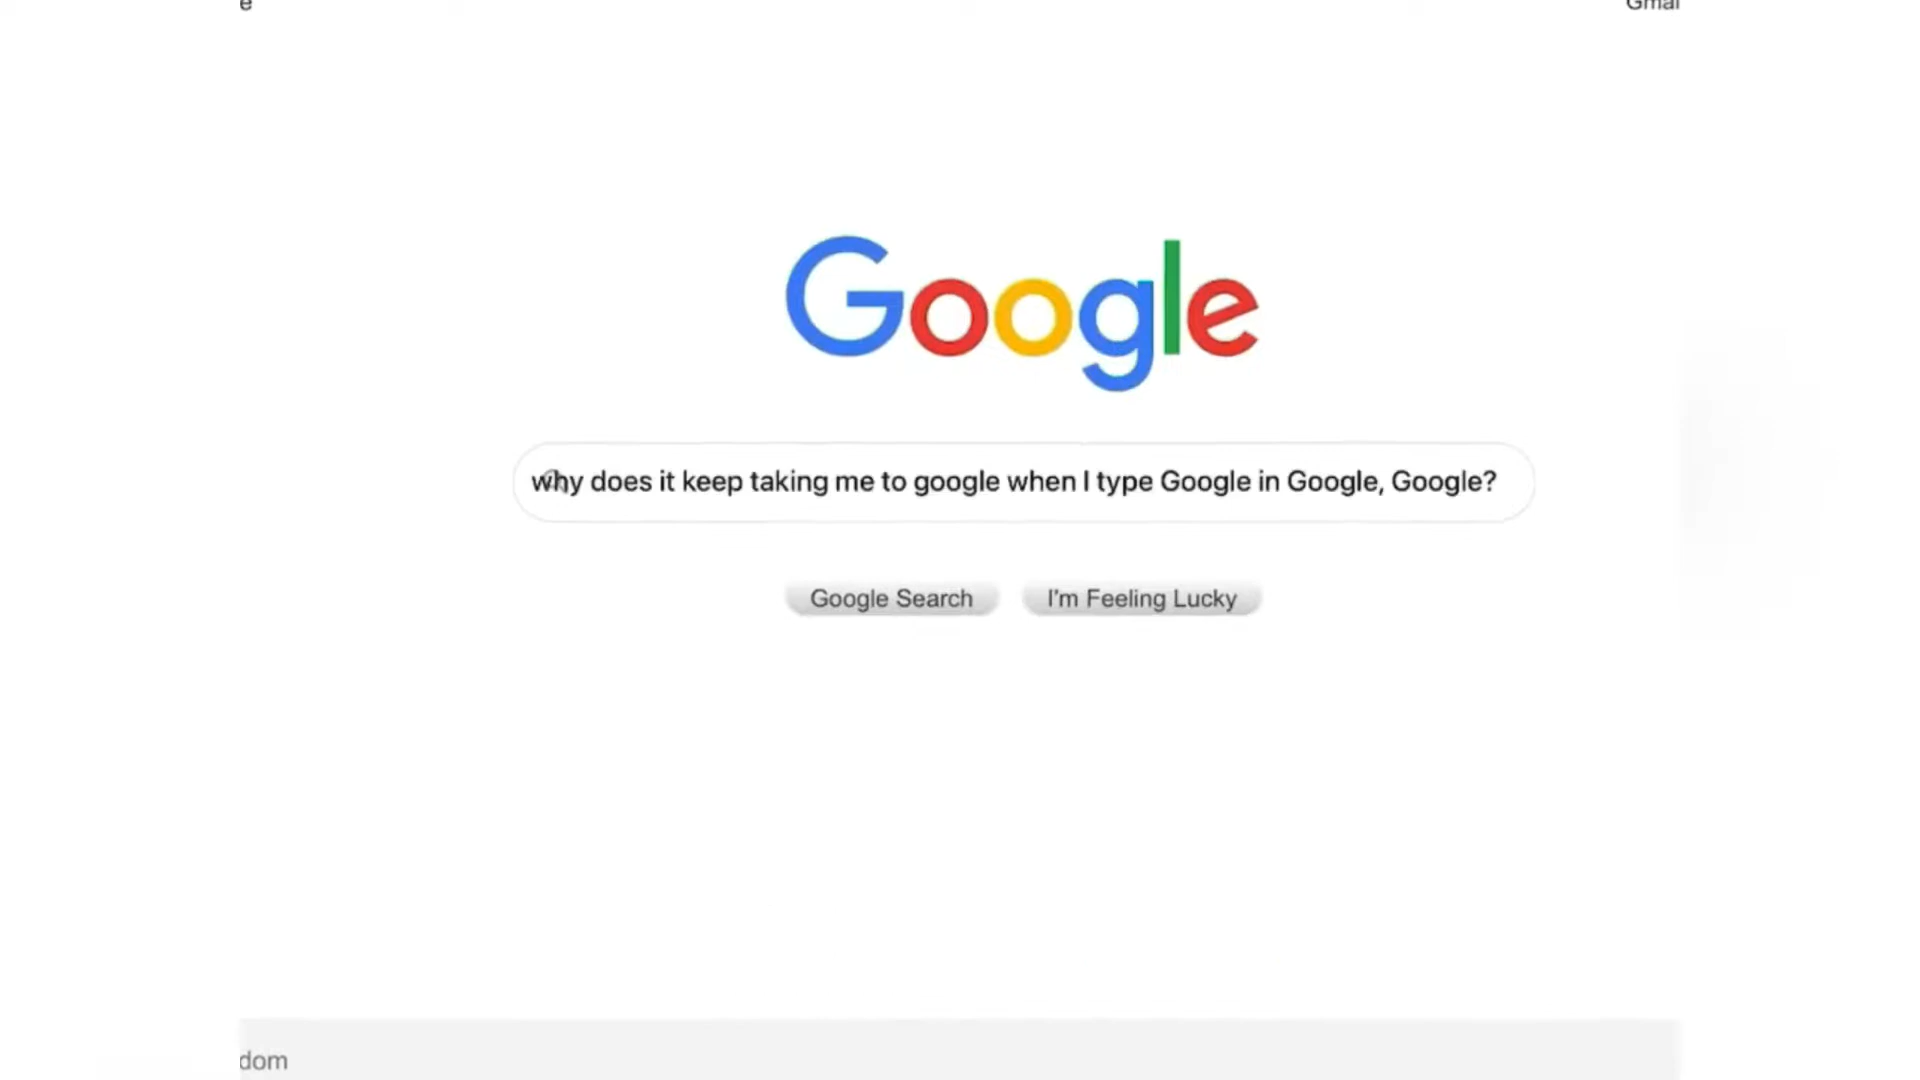 e
Gmai
Google
why does it keep taking me to google when I type Google in Google, Google?
Google Search
I'm Feeling Lucky
dom